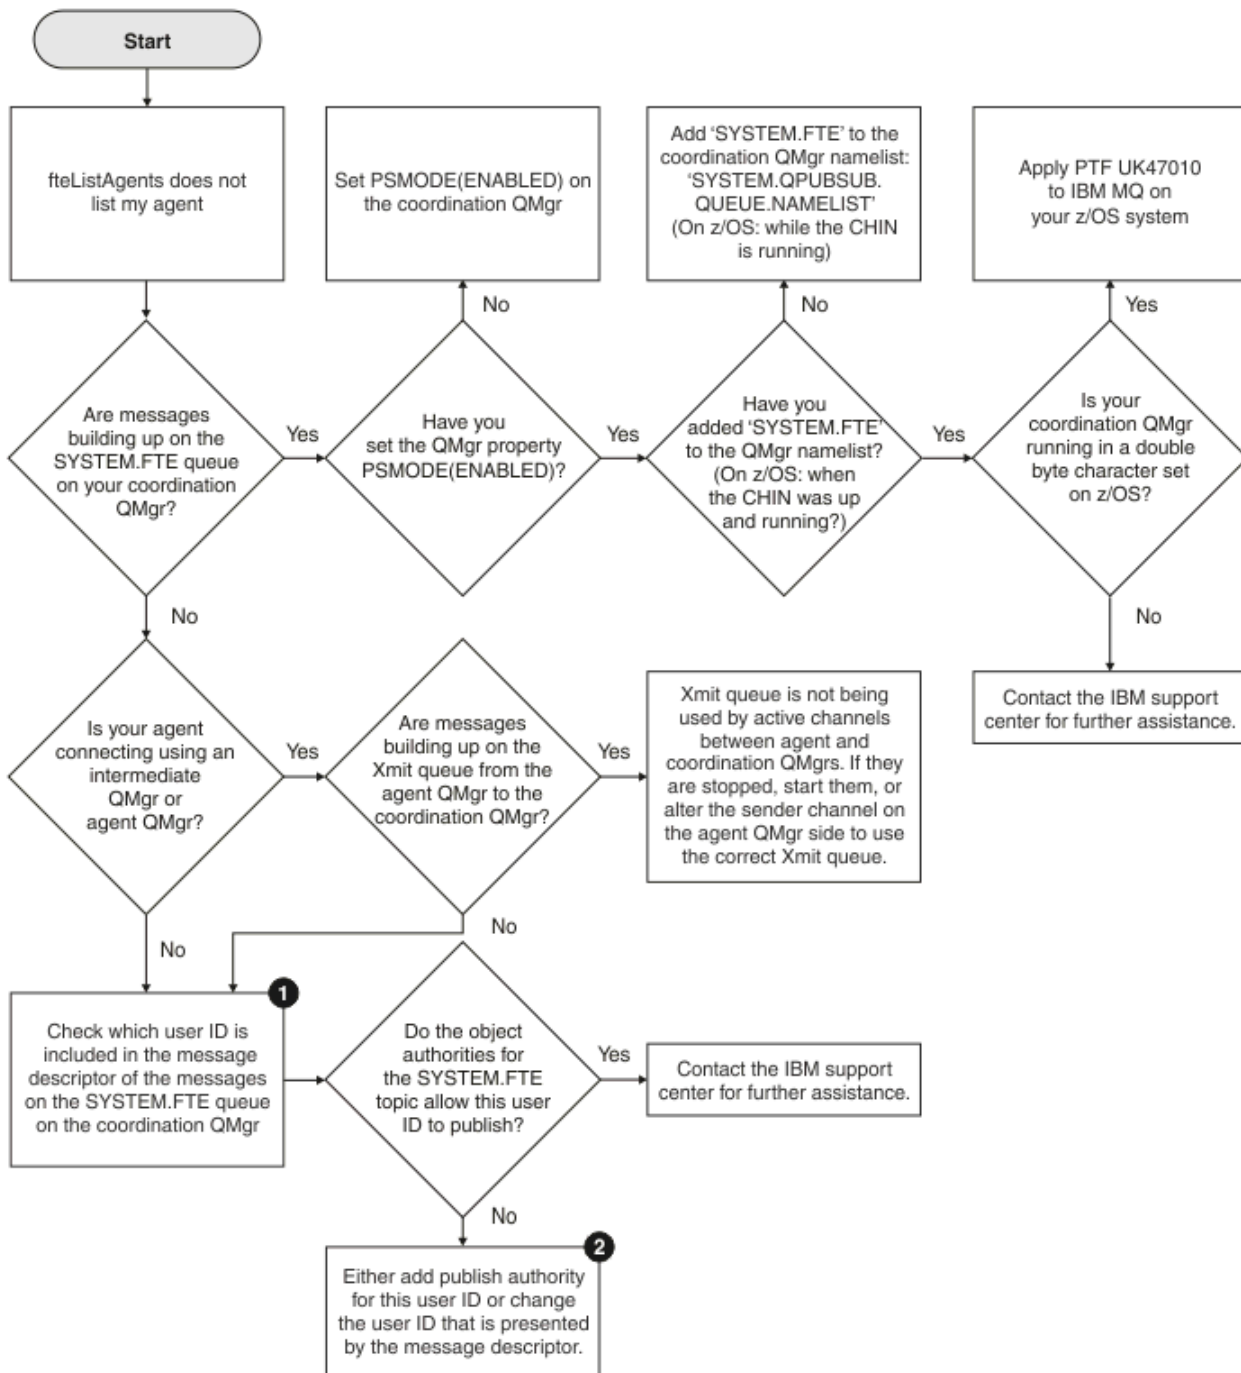 Start
fteListAgents does not
list my agent
Set PSMODE(ENABLED) on
the coordination QMgr
Add ‘SYSTEM.FTE’ to the
coordination QMgr namelist:
‘SYSTEM.QPUBSUB.
QUEUE.NAMELIST’
(On z/OS: while the CHIN
is running)
Apply PTF UK47010
to IBM MQ on
your z/OS system
No
No
Yes
Are messages
building up on the
SYSTEM.FTE queue
on your coordination
QMgr?
Yes
Have you
set the QMgr property
PSMODE(ENABLED)?
Yes
Have you
added ‘SYSTEM.FTE’
to the QMgr namelist?
(On z/OS: when
the CHIN was up
and running?)
Yes
Is your
coordination QMgr
running in a double
byte character set
on z/OS?
No
No
Is your agent
connecting using an
intermediate
QMgr or
agent QMgr?
Yes
Are messages
building up on the
Xmit queue from the
agent QMgr to the
coordination QMgr?
Yes
Xmit queue is not being
used by active channels
between agent and
coordination QMgrs. If they
are stopped, start them, or
alter the sender channel on
the agent QMgr side to use
the correct Xmit queue.
Contact the IBM support
center for further assistance.
No
No
1
Check which user ID is
included in the message
descriptor of the messages
on the SYSTEM.FTE queue
on the coordination QMgr
Do the object
authorities for
the SYSTEM.FTE
topic allow this user
ID to publish?
Yes
Contact the IBM support
center for further assistance.
No
2
Either add publish authority
for this user ID or change
the user ID that is presented
by the message descriptor.